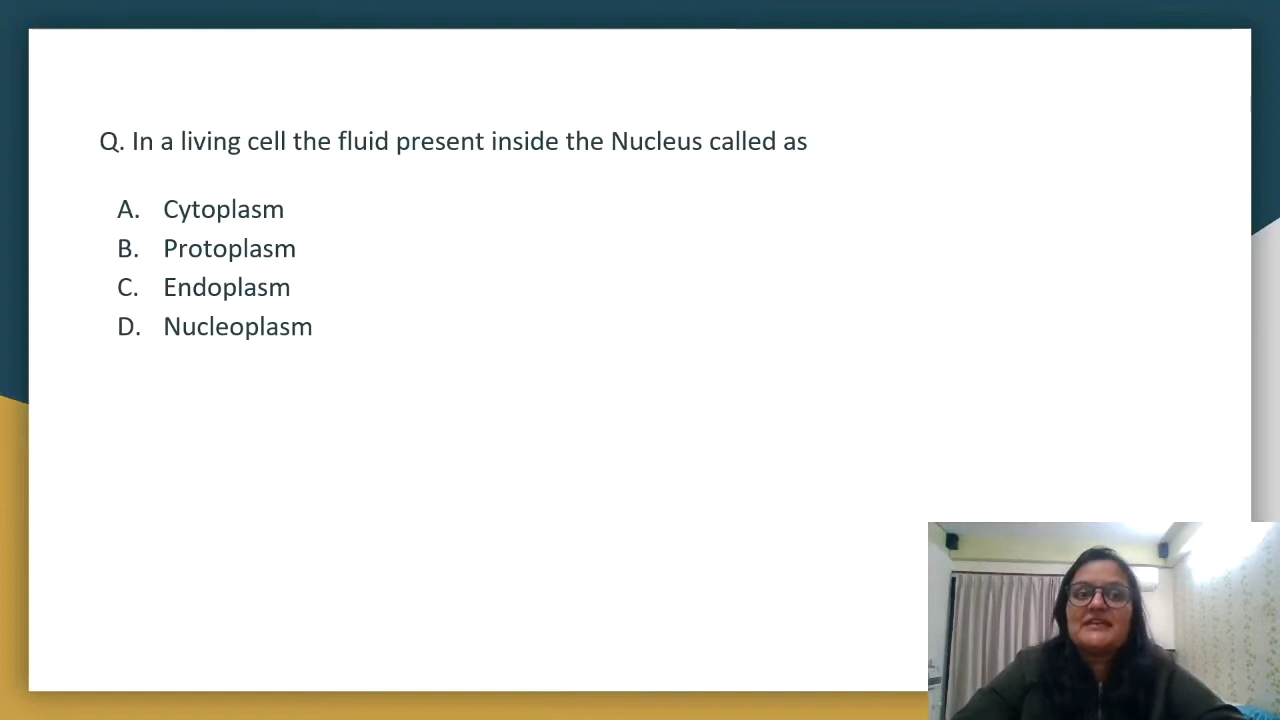 Q. In a living cell the fluid present inside the Nucleus called as
A. Cytoplasm
B. Protoplasm
C. Endoplasm
D. Nucleoplasm